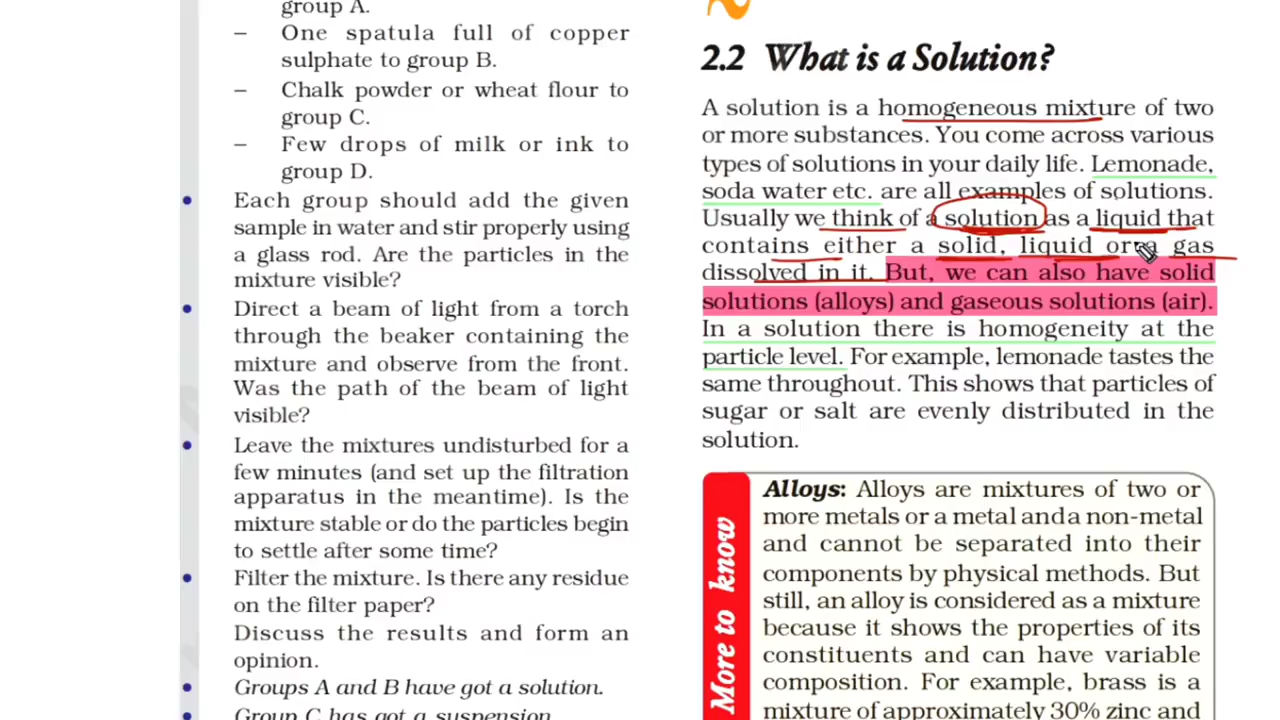 group A.
– One spatula full of copper
sulphate to group B.
– Chalk powder or wheat flour to
group C.
– Few drops of milk or ink to
group D.
• Each group should add the given
sample in water and stir properly using
a glass rod. Are the particles in the
mixture visible?
• Direct a beam of light from a torch
through the beaker containing the
mixture and observe from the front.
Was the path of the beam of light
visible?
• Leave the mixtures undisturbed for a
few minutes (and set up the filtration
apparatus in the meantime). Is the
mixture stable or do the particles begin
to settle after some time?
• Filter the mixture. Is there any residue
on the filter paper?
Discuss the results and form an
opinion.
• Groups A and B have got a solution.
• Group C has got a suspension.
2.2 What is a Solution?
A solution is a homogeneous mixture of two
or more substances. You come across various
types of solutions in your daily life. Lemonade,
soda water etc. are all examples of solutions.
Usually we think of a solution as a liquid that
contains either a solid, liquid or a gas
dissolved in it. But, we can also have solid
solutions (alloys) and gaseous solutions (air).
In a solution there is homogeneity at the
particle level. For example, lemonade tastes the
same throughout. This shows that particles of
sugar or salt are evenly distributed in the
solution.
More to know
Alloys: Alloys are mixtures of two or
more metals or a metal and a non-metal
and cannot be separated into their
components by physical methods. But
still, an alloy is considered as a mixture
because it shows the properties of its
constituents and can have variable
composition. For example, brass is a
mixture of approximately 30% zinc and